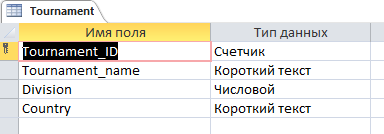 Tournament
Имя поля Тип данных
Tournament_ID Счетчик
Tournament_name Короткий текст
Division Числовой
Country Короткий текст